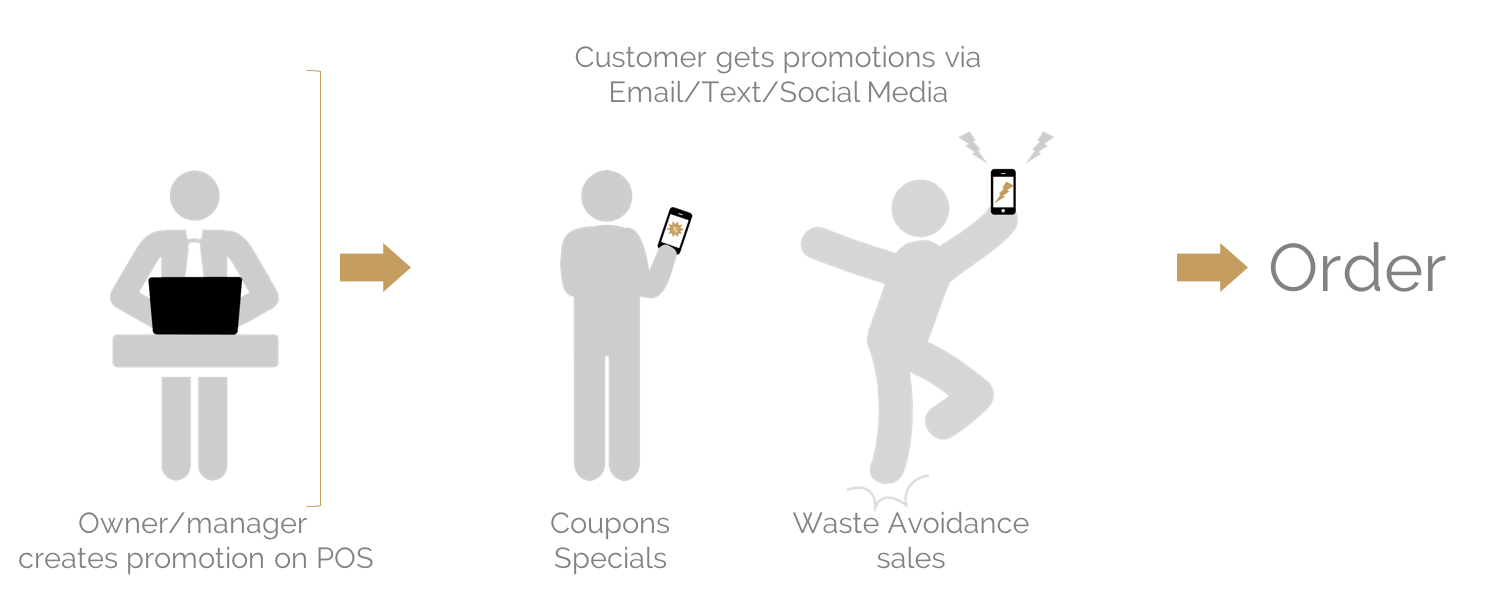 Customer gets promotions via
Email/Text/Social Media
Order
Owner/manager
creates promotion on POS
Coupons
Specials
Waste Avoidance
sales